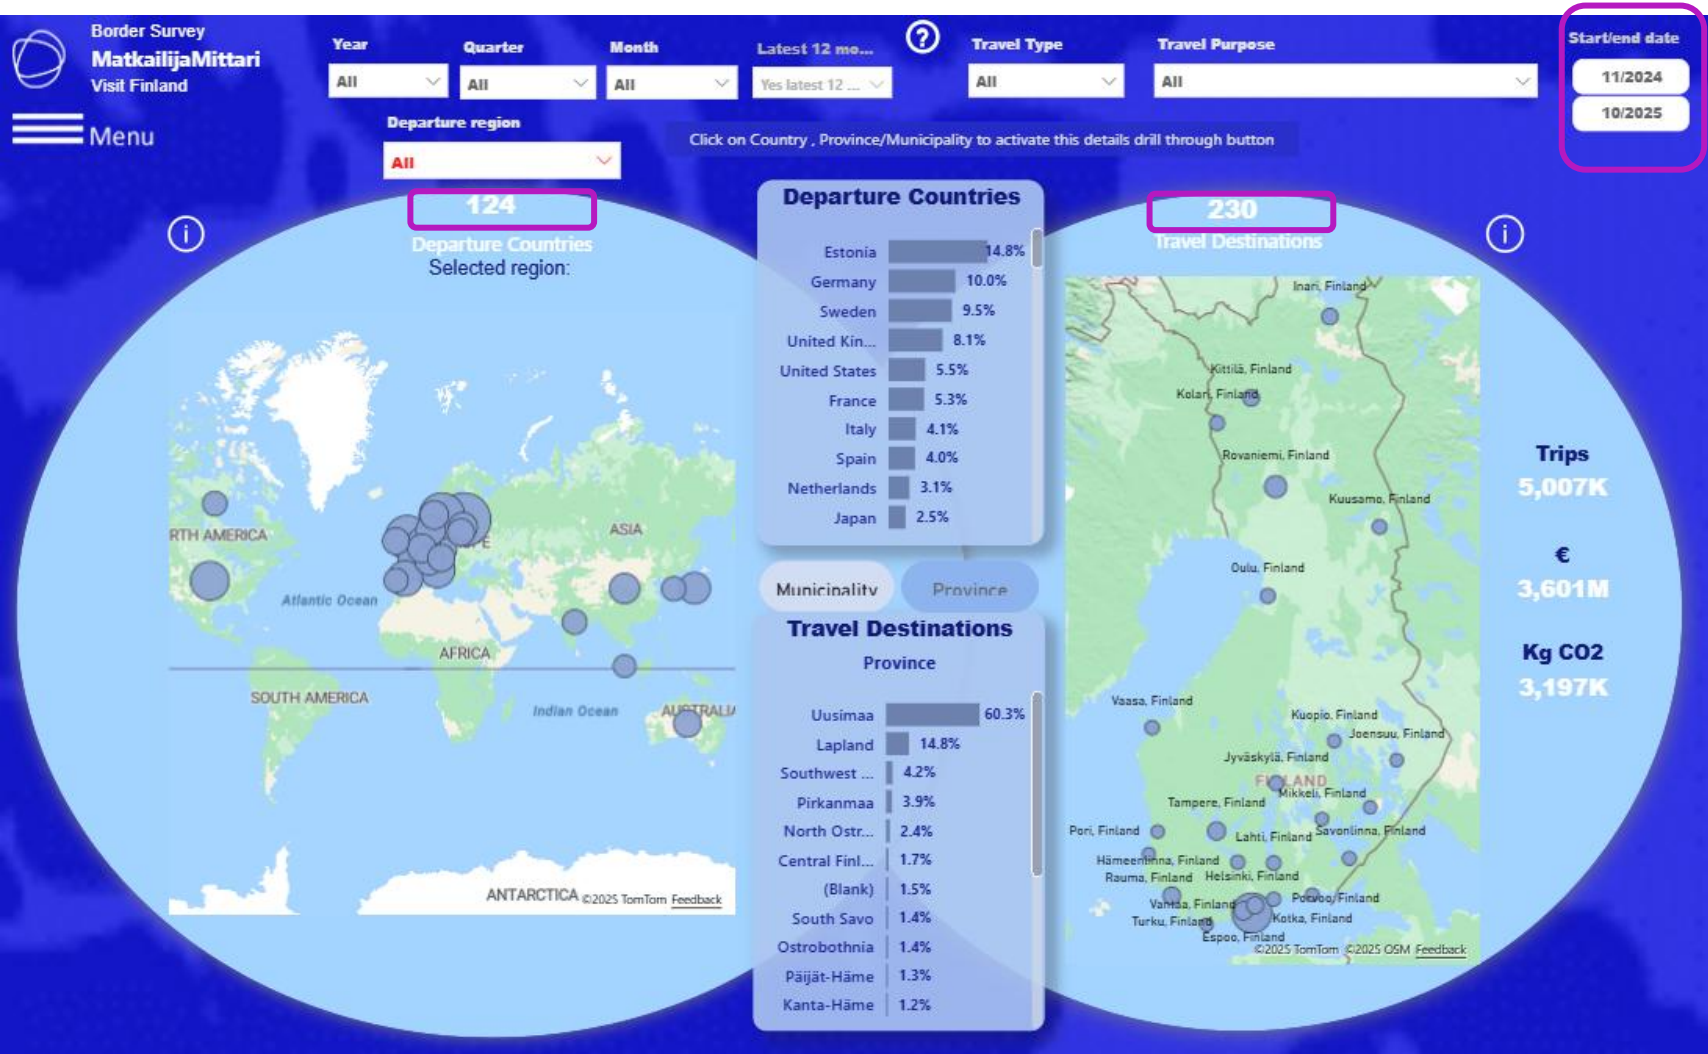 Border Survey
MatkailijaMittari
Visit Finland
Menu
Year
All
Quarter
All
Month
All
Latest 12 mo...
Yes latest 12 ...
?
Travel Type
All
Travel Purpose
All
Start/end date
11/2024
10/2025
Departure region
All
Click on Country , Province/Municipality to activate this details drill through button
i
124
Departure Countries
Selected region:
RTH AMERICA
ASIA
Atlantic Ocean
AFRICA
SOUTH AMERICA
Indian Ocean
ANTARCTICA
©2025 TomTom Feedback
Departure Countries
Estonia 14.8%
Germany 10.0%
Sweden 9.5%
United Kin... 8.1%
United States 5.5%
France 5.3%
Italy 4.1%
Spain 4.0%
Netherlands 3.1%
Japan 2.5%
Municipality
Province
Travel Destinations
Province
Uusimaa 60.3%
Lapland 14.8%
Southwest ... 4.2%
Pirkanmaa 3.9%
North Ostr... 2.4%
Central Finl... 1.7%
(Blank) 1.5%
South Savo 1.4%
Ostrobothnia 1.4%
Päijät-Häme 1.3%
Kanta-Häme 1.2%
230
Travel Destinations
i
Inari, Finland
Kittilä, Finland
Kolari, Finland
Rovaniemi, Finland
Kuusamo, Finland
Oulu, Finland
Vaasa, Finland
Kuopio, Finland
Joensuu, Finland
Jyväskylä, Finland
FINLAND
Mikkeli, Finland
Tampere, Finland
Pori, Finland
Lahti, Finland
Savonlinna, Finland
Hämeenlinna, Finland
Rauma, Finland
Helsinki, Finland
Vantaa, Finland
Porvoo, Finland
Turku, Finland
Kotka, Finland
Espoo, Finland
©2025 TomTom ©2025 OSM Feedback
Trips
5,007K
€
3,601M
Kg CO2
3,197K